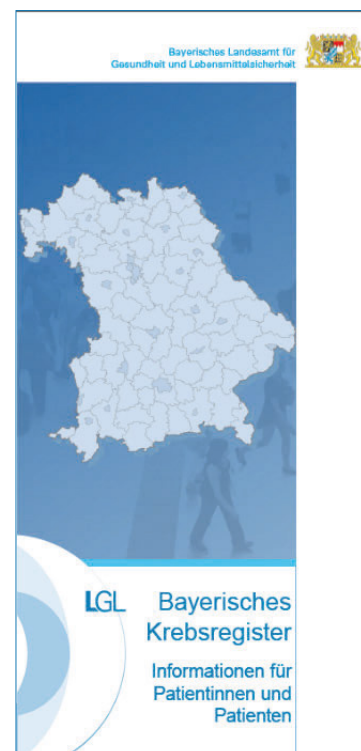 Bayerisches Landesamt für
Gesundheit und Lebensmittelsicherheit
LGL
Bayerisches
Krebsregister
Informationen für
Patientinnen und
Patienten